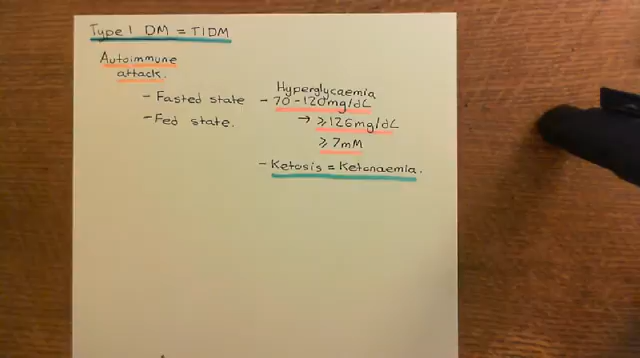 Type 1 DM = T1DM
Autoimmune
attack.
Hyperglycaemia
- Fasted state - 70-120mg/dL
- Fed state. → ≥126mg/dL
≥7mM
- Ketosis = Ketonaemia.